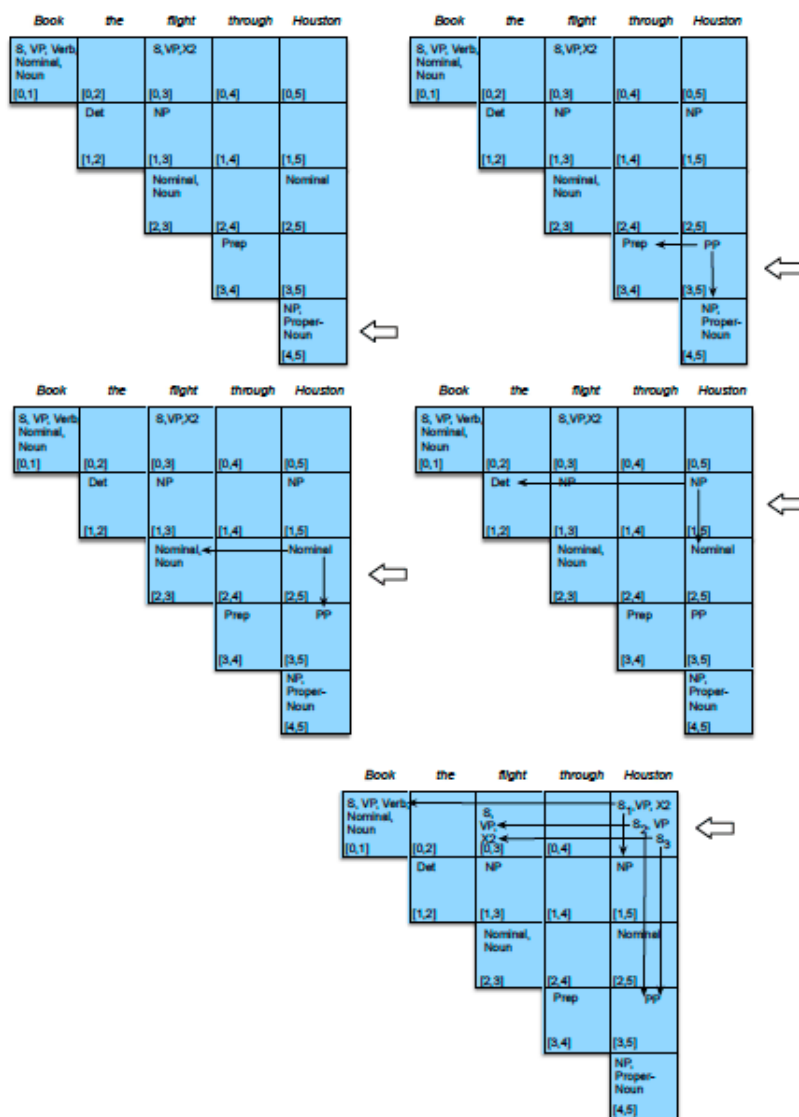 Book the flight through Houston
S, VP, Verb, Nominal, Noun
[0,1]
[0,2]
S,VP,X2
[0,3]
[0,4]
[0,5]
Det
[1,2]
NP
[1,3]
[1,4]
[1,5]
Nominal, Noun
[2,3]
[2,4]
Nominal
[2,5]
Prep
[3,4]
[3,5]
NP, Proper-Noun
[4,5]
Book the flight through Houston
S, VP, Verb, Nominal, Noun
[0,1]
[0,2]
S,VP,X2
[0,3]
[0,4]
[0,5]
Det
[1,2]
NP
[1,3]
[1,4]
NP
[1,5]
Nominal, Noun
[2,3]
[2,4]
[2,5]
Prep
[3,4]
PP
[3,5]
NP, Proper-Noun
[4,5]
Book the flight through Houston
S, VP, Verb, Nominal, Noun
[0,1]
[0,2]
S,VP,X2
[0,3]
[0,4]
[0,5]
Det
[1,2]
NP
[1,3]
[1,4]
NP
[1,5]
Nominal, Noun
[2,3]
[2,4]
Nominal
[2,5]
Prep
[3,4]
PP
[3,5]
NP, Proper-Noun
[4,5]
Book the flight through Houston
S, VP, Verb, Nominal, Noun
[0,1]
[0,2]
S,VP,X2
[0,3]
[0,4]
[0,5]
Det
[1,2]
NP
[1,3]
[1,4]
NP
[1,5]
Nominal, Noun
[2,3]
[2,4]
Nominal
[2,5]
Prep
[3,4]
PP
[3,5]
NP, Proper-Noun
[4,5]
Book the flight through Houston
S, VP, Verb, Nominal, Noun
[0,1]
[0,2]
S, VP, X2
[0,3]
[0,4]
S1, VP, X2
S2, VP
S3
Det
[1,2]
NP
[1,3]
[1,4]
NP
[1,5]
Nominal, Noun
[2,3]
[2,4]
Nominal
[2,5]
Prep
[3,4]
PP
[3,5]
NP, Proper-Noun
[4,5]